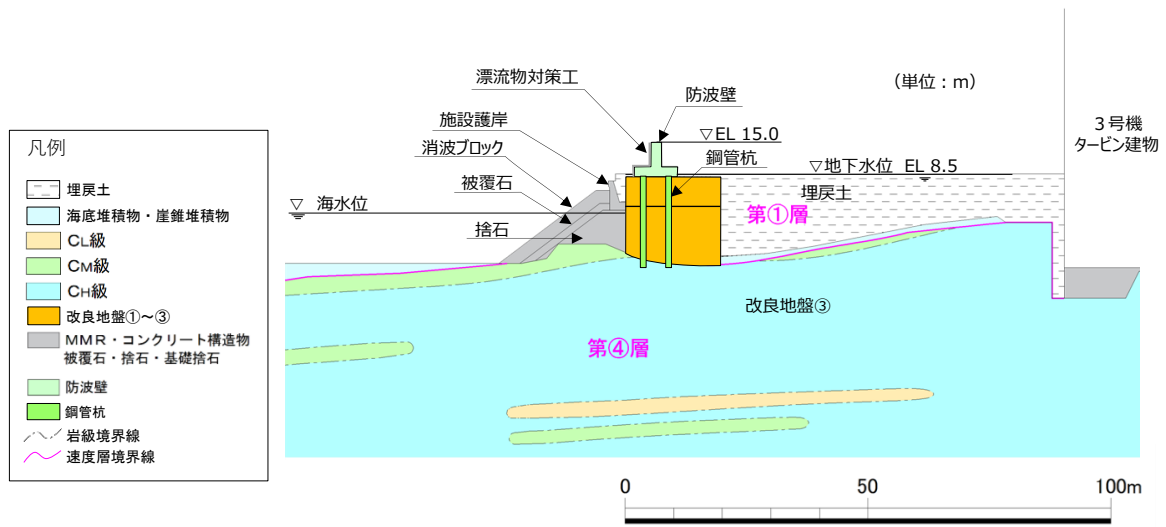 漂流物対策工
(単位：m)
防波壁
施設護岸
▽EL 15.0
3号機
タービン建物
消波ブロック
鋼管杭
▽地下水位 EL 8.5
被覆石
埋戻土
▽ 海水位
第①層
捨石
改良地盤③
第④層
凡例
埋戻土
海底堆積物・崖錐堆積物
CL級
CM級
CH級
改良地盤①～③
MMR・コンクリート構造物
被覆石・捨石・基礎捨石
防波壁
鋼管杭
岩級境界線
速度層境界線
0 50 100m